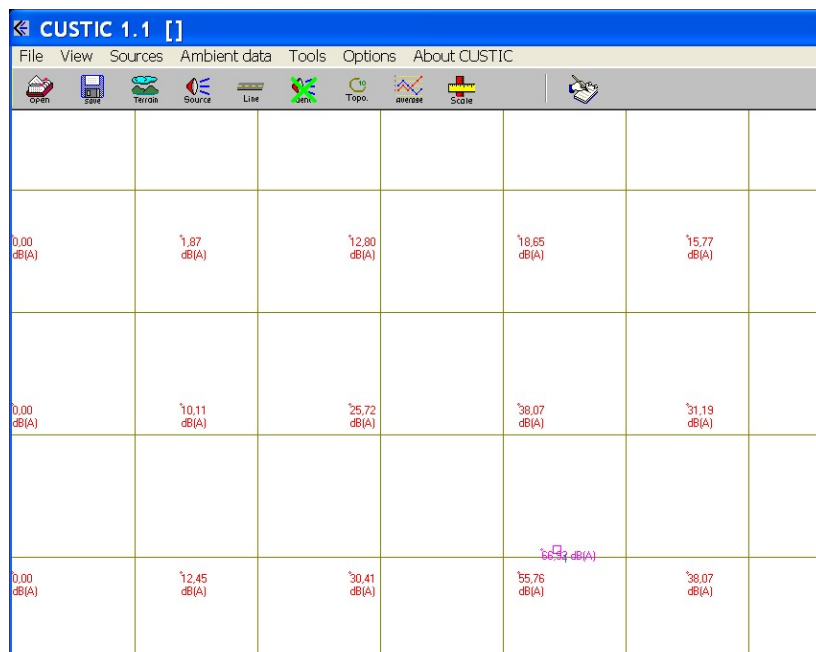 CUSTIC 1.1 []
File View Sources Ambient data Tools Options About CUSTIC
open save Terrain Source Line Topo. average Scale
0,00 1,87 12,80 18,65 15,77
dB(A) dB(A) dB(A) dB(A) dB(A)
0,00 10,11 25,72 38,07 31,19
dB(A) dB(A) dB(A) dB(A) dB(A)
dB(A)
0,00 12,45 30,41 55,76 38,07
dB(A) dB(A) dB(A) dB(A) dB(A)